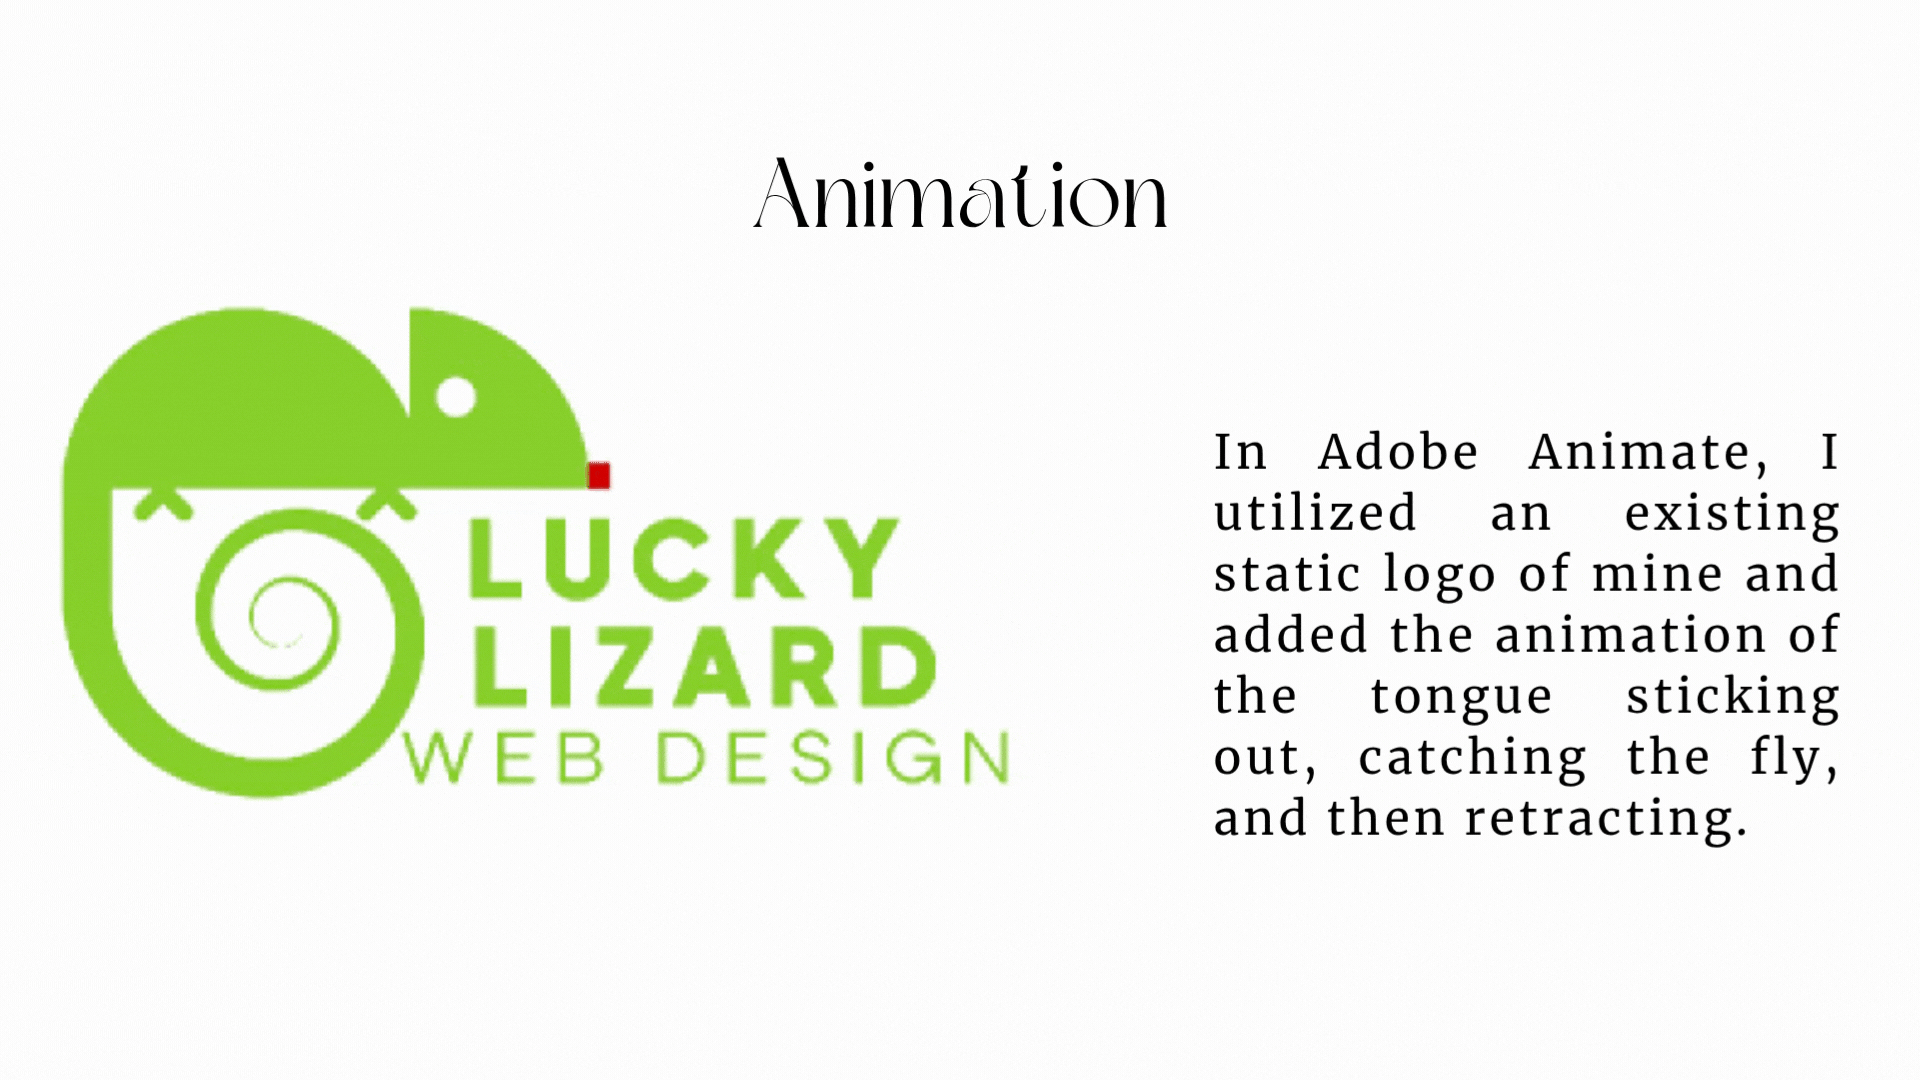 Animation
LUCKY
LIZARD
WEB DESIGN
In Adobe Animate, I
utilized an existing
static logo of mine and
added the animation of
the tongue sticking
out, catching the fly,
and then retracting.